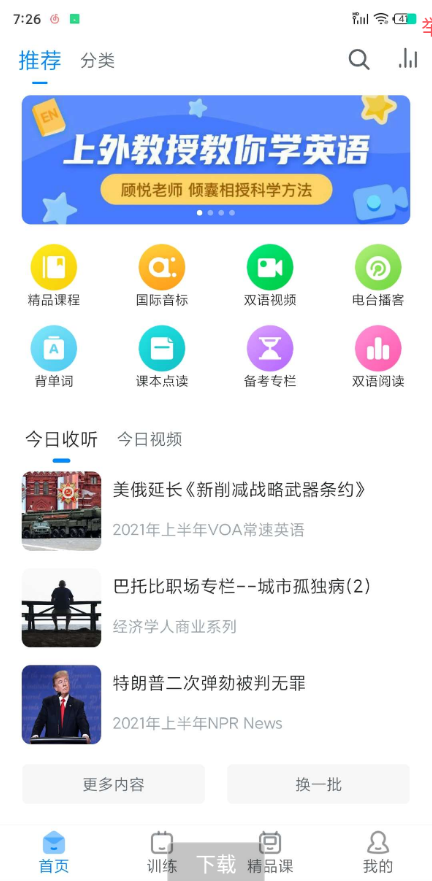 7:26
推荐 分类
EN
上外教授教你学英语
顾悦老师 倾囊相授科学方法
精品课程 国际音标 双语视频 电台播客
背单词 课本点读 备考专栏 双语阅读
今日收听 今日视频
美俄延长《新削减战略武器条约》
2021年上半年VOA常速英语
巴托比职场专栏--城市孤独病(2)
经济学人商业系列
特朗普二次弹劾被判无罪
2021年上半年NPR News
更多内容 换一批
首页 训练 精品课 我的
下载